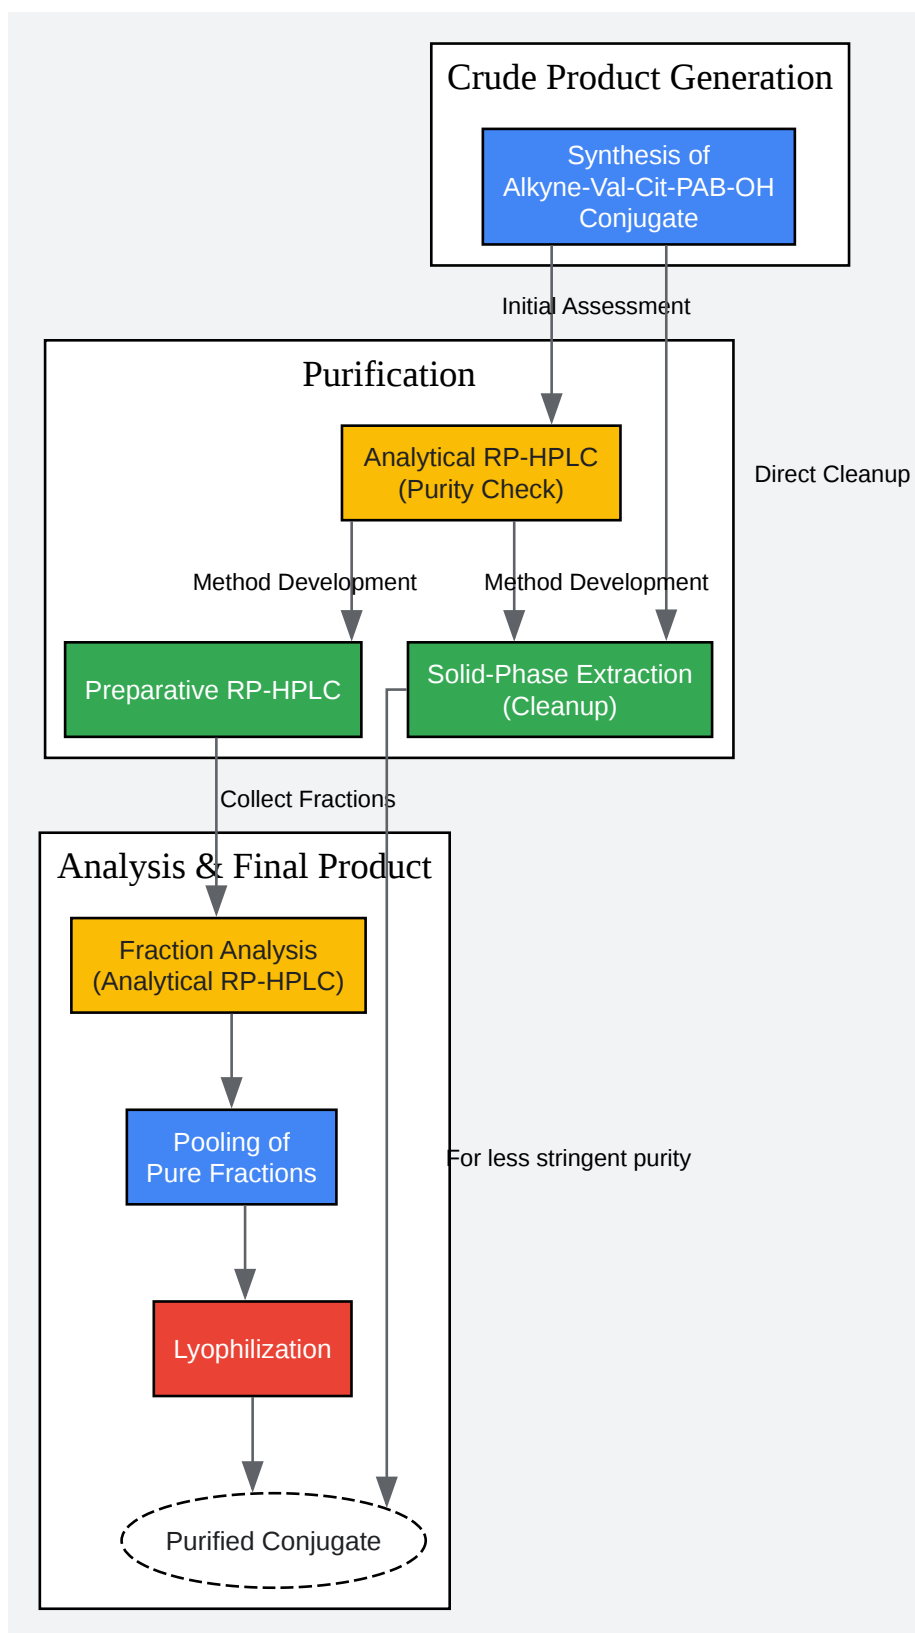 Crude Product Generation
Synthesis of
Alkyne-Val-Cit-PAB-OH
Conjugate
Initial Assessment
Purification
Analytical RP-HPLC
(Purity Check)
Direct Cleanup
Method Development
Method Development
Preparative RP-HPLC
Solid-Phase Extraction
(Cleanup)
Collect Fractions
Analysis & Final Product
Fraction Analysis
(Analytical RP-HPLC)
Pooling of
Pure Fractions
For less stringent purity
Lyophilization
Purified Conjugate